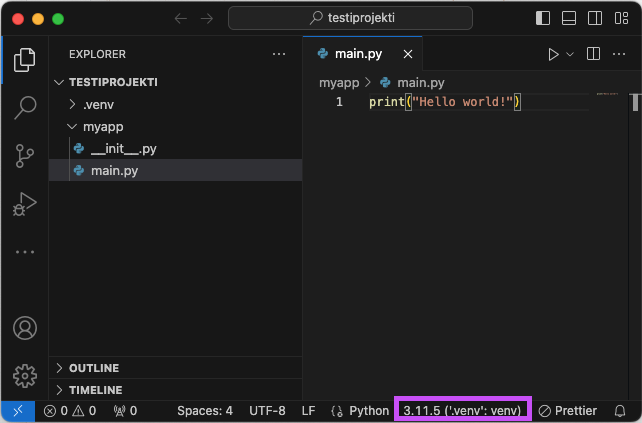 testiprojekti
EXPLORER
TESTIPROJEKTI
.venv
myapp
__init__.py
main.py
OUTLINE
TIMELINE
main.py
myapp > main.py
1 print("Hello world!")
0 0 0 Spaces: 4 UTF-8 LF Python 3.11.5 ('.venv': venv) Prettier